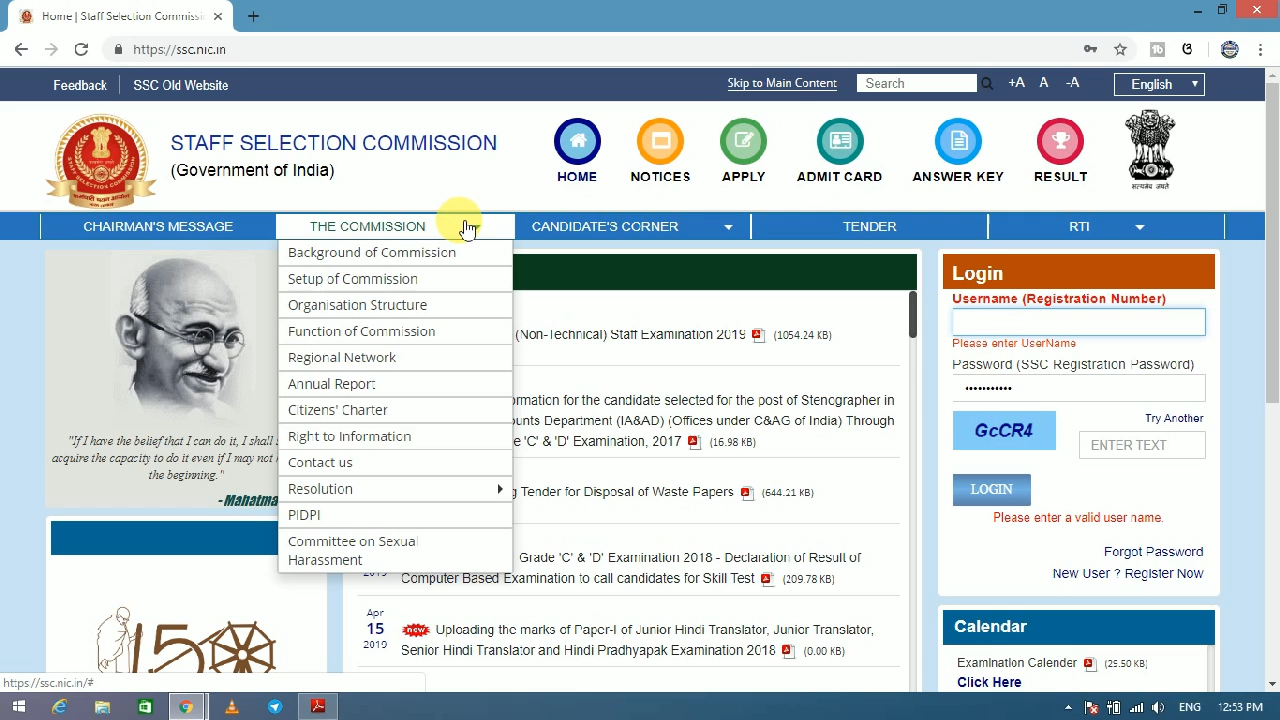 Home | Staff Selection Commissi
https://ssc.nic.in
Feedback
SSC Old Website
Skip to Main Content
Search
+A
A
-A
English
STAFF SELECTION COMMISSION
(Government of India)
HOME
NOTICES
APPLY
ADMIT CARD
ANSWER KEY
RESULT
CHAIRMAN'S MESSAGE
THE COMMISSION
CANDIDATE'S CORNER
TENDER
RTI
Background of Commission
Setup of Commission
Organisation Structure
Function of Commission
Regional Network
Annual Report
Citizens' Charter
Right to Information
Contact us
Resolution
PIDPI
Committee on Sexual
Harassment
"If I have the belief that I can do it, I shall
acquire the capacity to do it even if I may not
the beginning."
-Mahatma
(Non-Technical) Staff Examination 2019 (1054.24 KB)
formation for the candidate selected for the post of Stenographer in
ounts Department (IA&AD) (Offices under C&AG of India) Through
'C' & 'D' Examination, 2017 (16.98 KB)
Tender for Disposal of Waste Papers (644.21 KB)
2019
Grade 'C' & 'D' Examination 2018 - Declaration of Result of
Computer Based Examination to call candidates for Skill Test (209.78 KB)
Apr
15
2019
new Uploading the marks of Paper-I of Junior Hindi Translator, Junior Translator,
Senior Hindi Translator and Hindi Pradhyapak Examination 2018 (0.00 KB)
Login
Username (Registration Number)
Please enter UserName
Password (SSC Registration Password)
•••••••••••
GcCR4
Try Another
ENTER TEXT
LOGIN
Please enter a valid user name.
Forgot Password
New User ? Register Now
Calendar
Examination Calender (25.50 KB)
Click Here
150
https://ssc.nic.in/#
ENG
12:53 PM